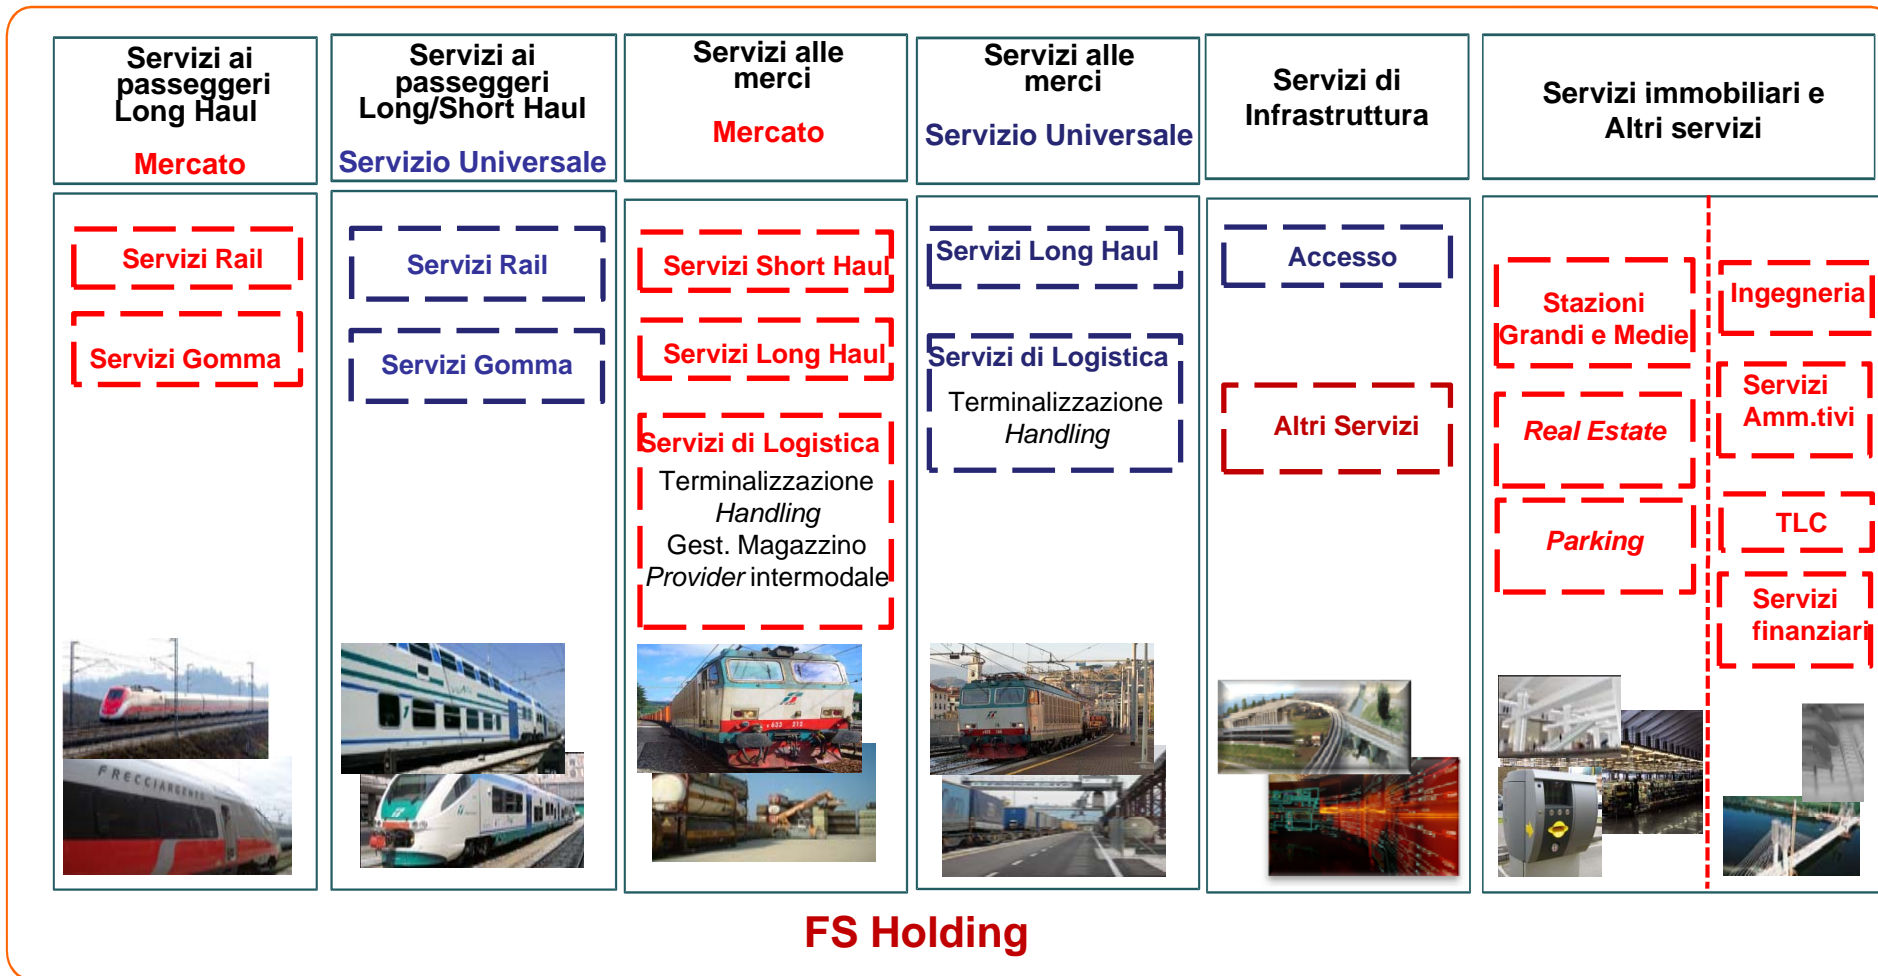 Servizi ai
passeggeri
Long Haul
Mercato
Servizi ai
passeggeri
Long/Short Haul
Servizio Universale
Servizi alle
merci
Mercato
Servizi alle
merci
Servizio Universale
Servizi di
Infrastruttura
Servizi immobiliari e
Altri servizi
Servizi Rail
Servizi Gomma
Servizi Rail
Servizi Gomma
Servizi Short Haul
Servizi Long Haul
Servizi di Logistica
Terminalizzazione
Handling
Gest. Magazzino
Provider intermodale
Servizi Long Haul
Servizi di Logistica
Terminalizzazione
Handling
Accesso
Altri Servizi
Stazioni
Grandi e Medie
Real Estate
Parking
Ingegneria
Servizi
Amm.tivi
TLC
Servizi
finanziari
FRECCIARGENTO
FS Holding